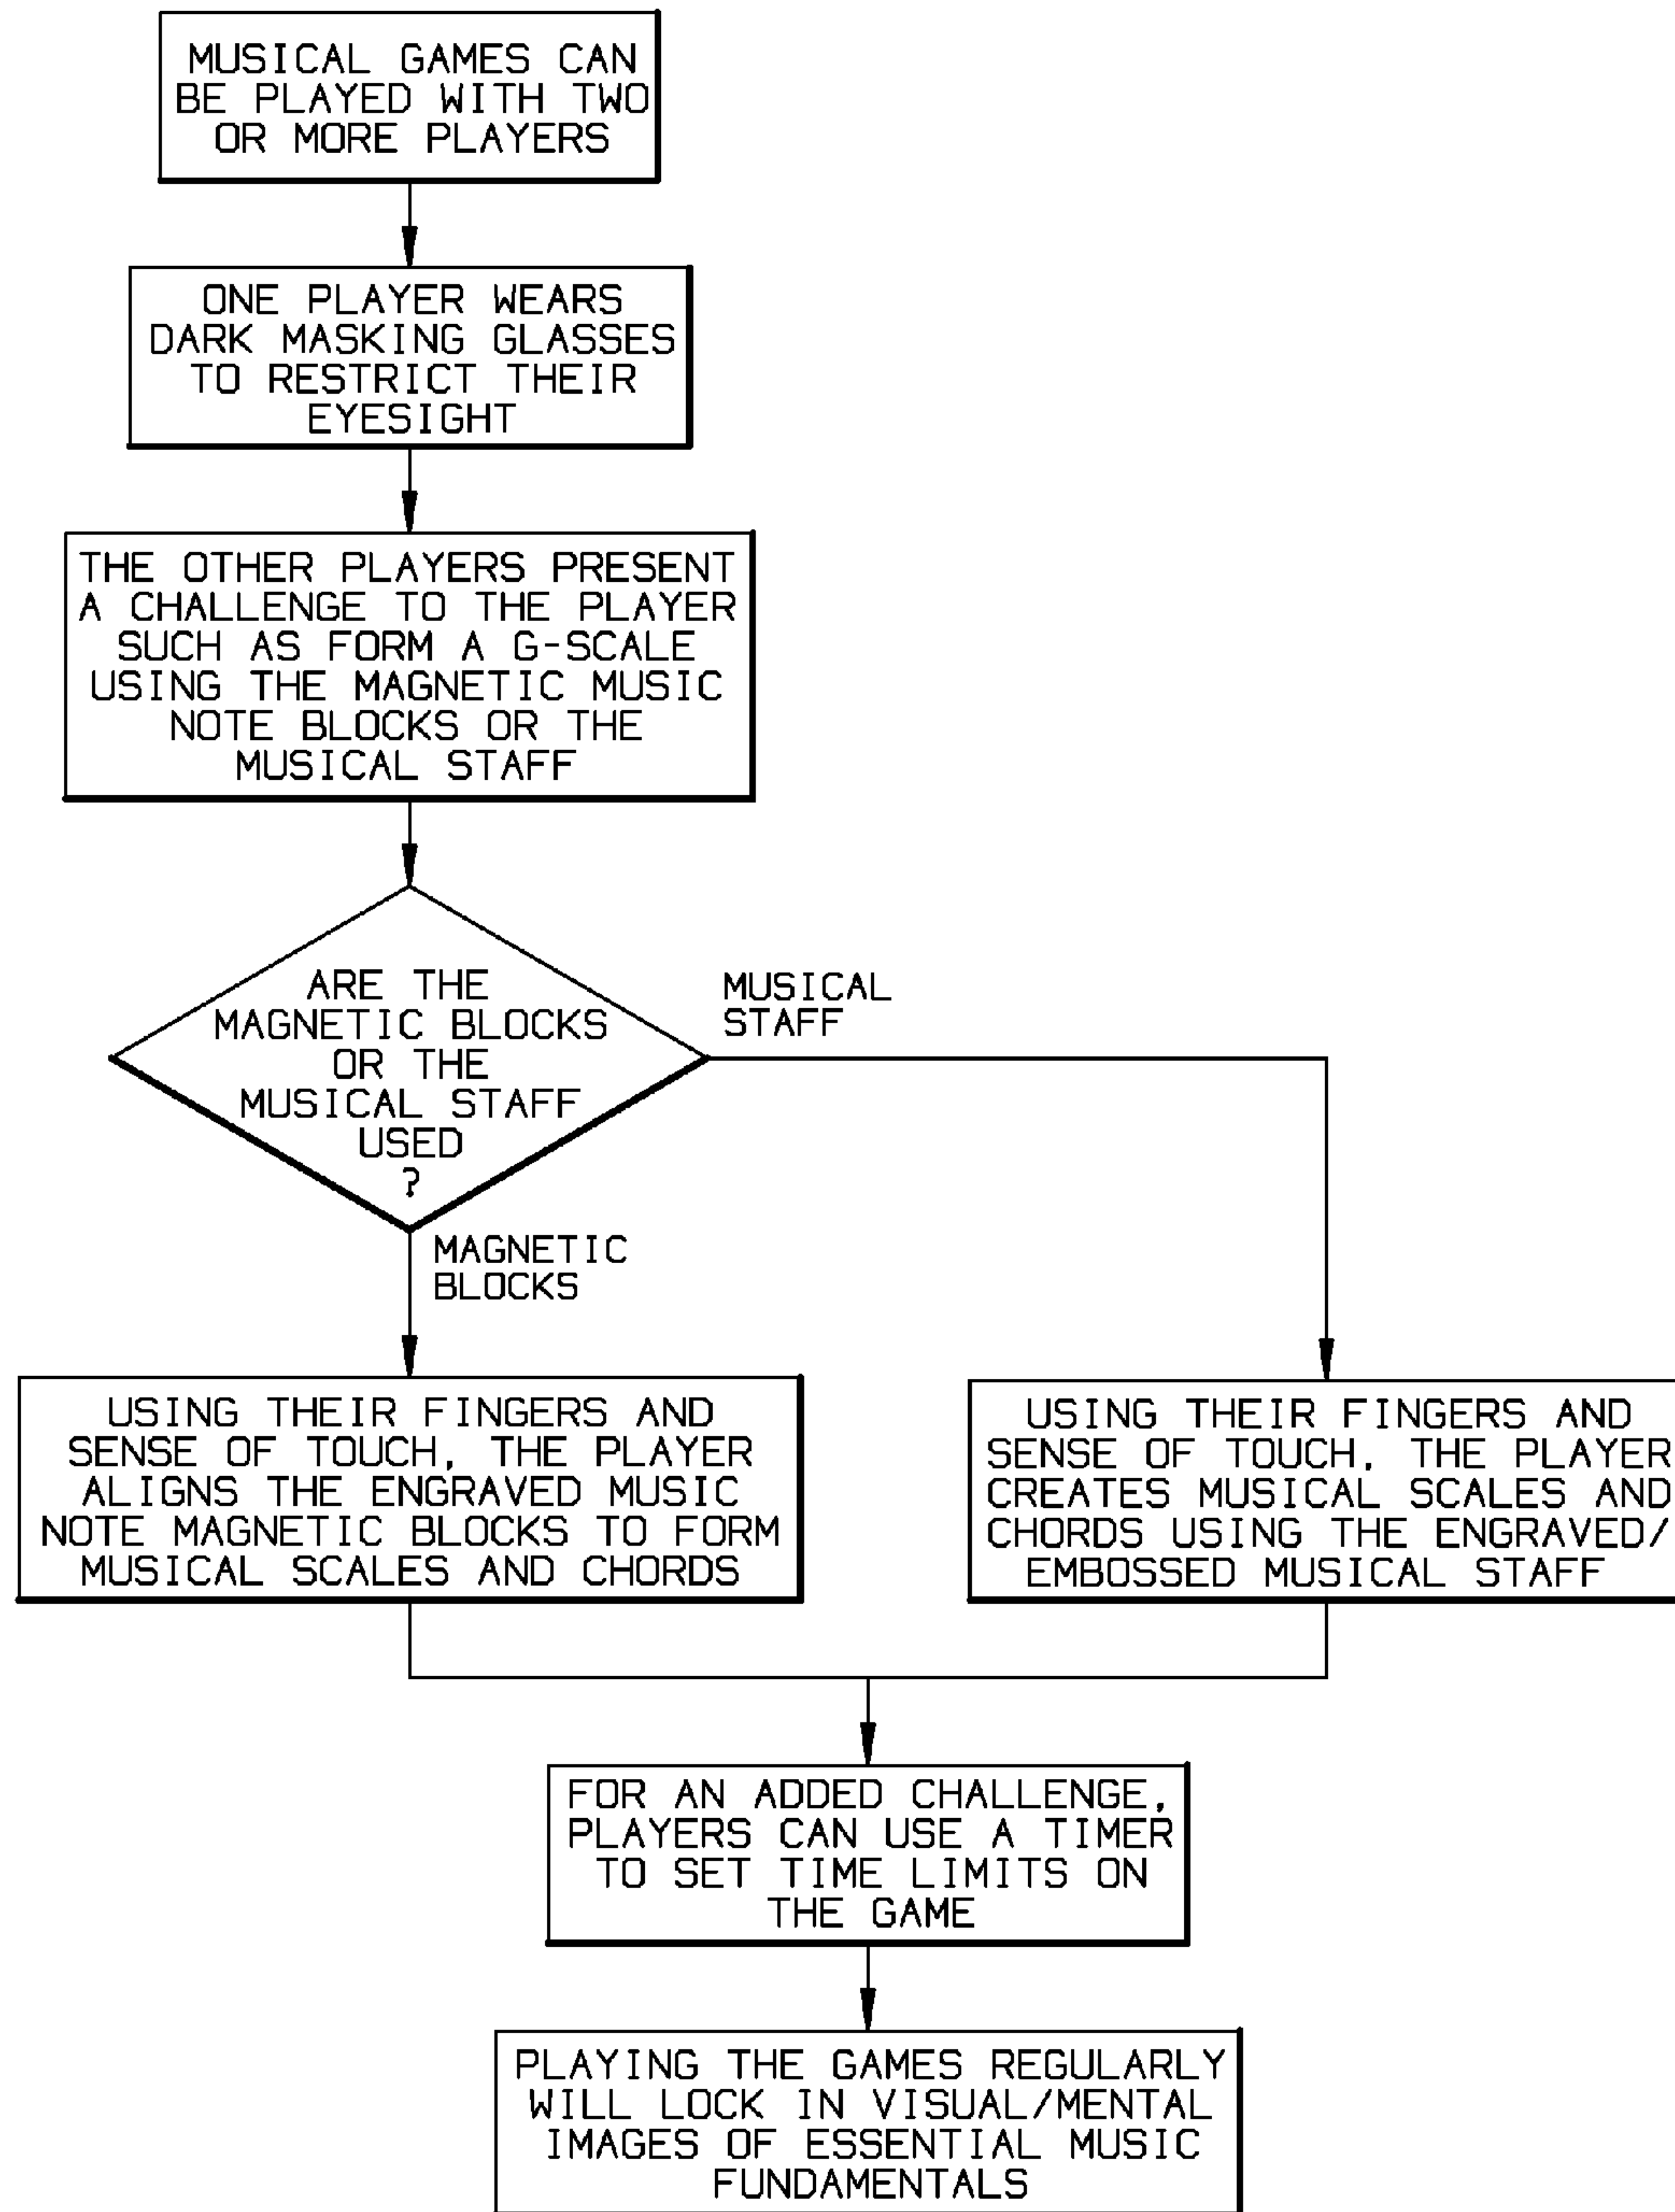 MUSICAL GAMES CAN
BE PLAYED WITH TWO
OR MORE PLAYERS
ONE PLAYER WEARS
DARK MASKING GLASSES
TO RESTRICT THEIR
EYESIGHT
THE OTHER PLAYERS PRESENT
A CHALLENGE TO THE PLAYER
SUCH AS FORM A G-SCALE
USING THE MAGNETIC MUSIC
NOTE BLOCKS OR THE
MUSICAL STAFF
ARE THE
MAGNETIC BLOCKS
OR THE
MUSICAL STAFF
USED
?
MUSICAL
STAFF
MAGNETIC
BLOCKS
USING THEIR FINGERS AND
SENSE OF TOUCH, THE PLAYER
ALIGNS THE ENGRAVED MUSIC
NOTE MAGNETIC BLOCKS TO FORM
MUSICAL SCALES AND CHORDS
USING THEIR FINGERS AND
SENSE OF TOUCH, THE PLAYER
CREATES MUSICAL SCALES AND
CHORDS USING THE ENGRAVED/
EMBOSSED MUSICAL STAFF
FOR AN ADDED CHALLENGE,
PLAYERS CAN USE A TIMER
TO SET TIME LIMITS ON
THE GAME
PLAYING THE GAMES REGULARLY
WILL LOCK IN VISUAL/MENTAL
IMAGES OF ESSENTIAL MUSIC
FUNDAMENTALS